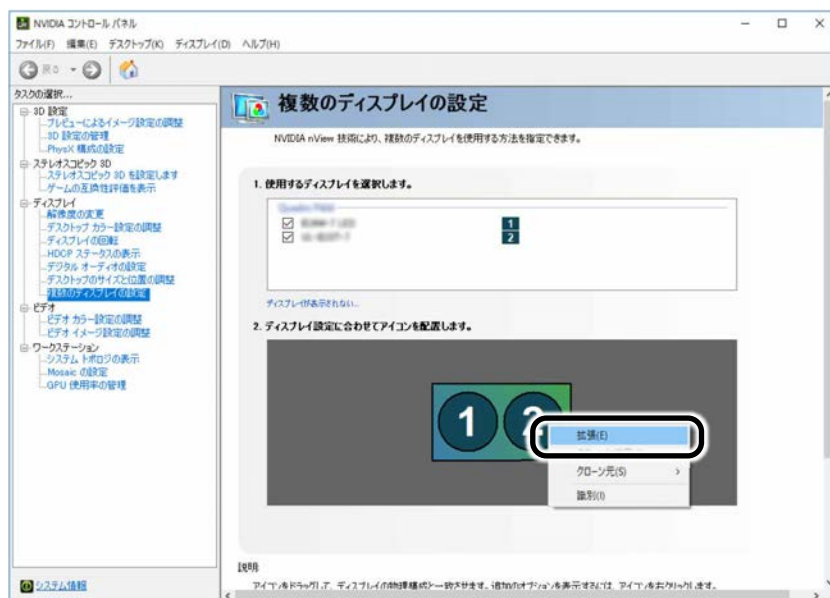 NVIDIA コントロール パネル
ファイル(F) 編集(E) デスクトップ(K) ディスプレイ(D) ヘルプ(H)
戻る
タスクの選択...
3D 設定
プレビューによるイメージ設定の調整
3D 設定の管理
PhysX 構成の設定
ステレオスコピック 3D
ステレオスコピック 3D を設定します
ゲームの互換性評価を表示
ディスプレイ
解像度の変更
デスクトップ カラー設定の調整
ディスプレイの回転
HDCP ステータスの表示
デジタル オーディオの設定
デスクトップのサイズと位置の調整
複数のディスプレイの設定
ビデオ
ビデオ カラー設定の調整
ビデオ イメージ設定の調整
ワークステーション
システム トポロジの表示
Mosaic の設定
GPU 使用率の管理
システム情報
複数のディスプレイの設定
NVIDIA nView 技術により、複数のディスプレイを使用する方法を指定できます。
1. 使用するディスプレイを選択します。
1
2
ディスプレイが表示されない...
2. ディスプレイ設定に合わせてアイコンを配置します。
1 2
拡張(E)
クローン元(S)
識別(I)
説明
アイコンをドラッグして、ディスプレイの物理構成と一致させます。追加のオプションを表示するには、アイコンを右クリックします。